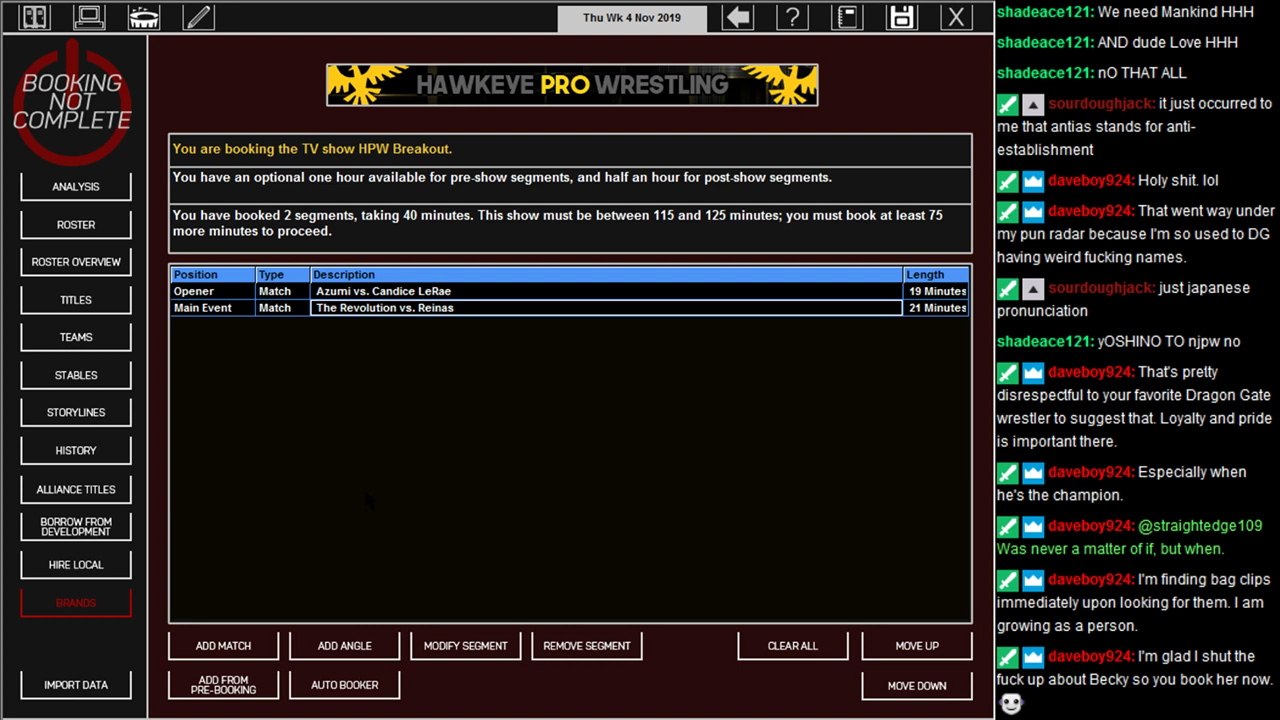 Thu Wk 4 Nov 2019
?
X
BOOKING
NOT
COMPLETE
ANALYSIS
ROSTER
ROSTER OVERVIEW
TITLES
TEAMS
STABLES
STORYLINES
HISTORY
ALLIANCE TITLES
BORROW FROM
DEVELOPMENT
HIRE LOCAL
BRANDS
IMPORT DATA
HAWKEYE PRO WRESTLING
You are booking the TV show HPW Breakout.
You have an optional one hour available for pre-show segments, and half an hour for post-show segments.
You have booked 2 segments, taking 40 minutes. This show must be between 115 and 125 minutes; you must book at least 75
more minutes to proceed.
Position Type Description Length
Opener Match Azumi vs. Candice LeRae 19 Minutes
Main Event Match The Revolution vs. Reinas 21 Minutes
ADD MATCH ADD ANGLE MODIFY SEGMENT REMOVE SEGMENT CLEAR ALL MOVE UP
ADD FROM
PRE-BOOKING
AUTO BOOKER
MOVE DOWN
shadeace121: We need Mankind HHH
shadeace121: AND dude Love HHH
shadeace121: nO THAT ALL
sourdoughjack: it just occurred to
me that antias stands for anti-
establishment
daveboy924: Holy shit. lol
daveboy924: That went way under
my pun radar because I'm so used to DG
having weird fucking names.
sourdoughjack: just japanese
pronunciation
shadeace121: yOSHINO TO njpw no
daveboy924: That's pretty
disrespectful to your favorite Dragon Gate
wrestler to suggest that. Loyalty and pride
is important there.
daveboy924: Especially when
he's the champion.
daveboy924: @straightedge109
Was never a matter of if, but when.
daveboy924: I'm finding bag clips
immediately upon looking for them. I am
growing as a person.
daveboy924: I'm glad I shut the
fuck up about Becky so you book her now.